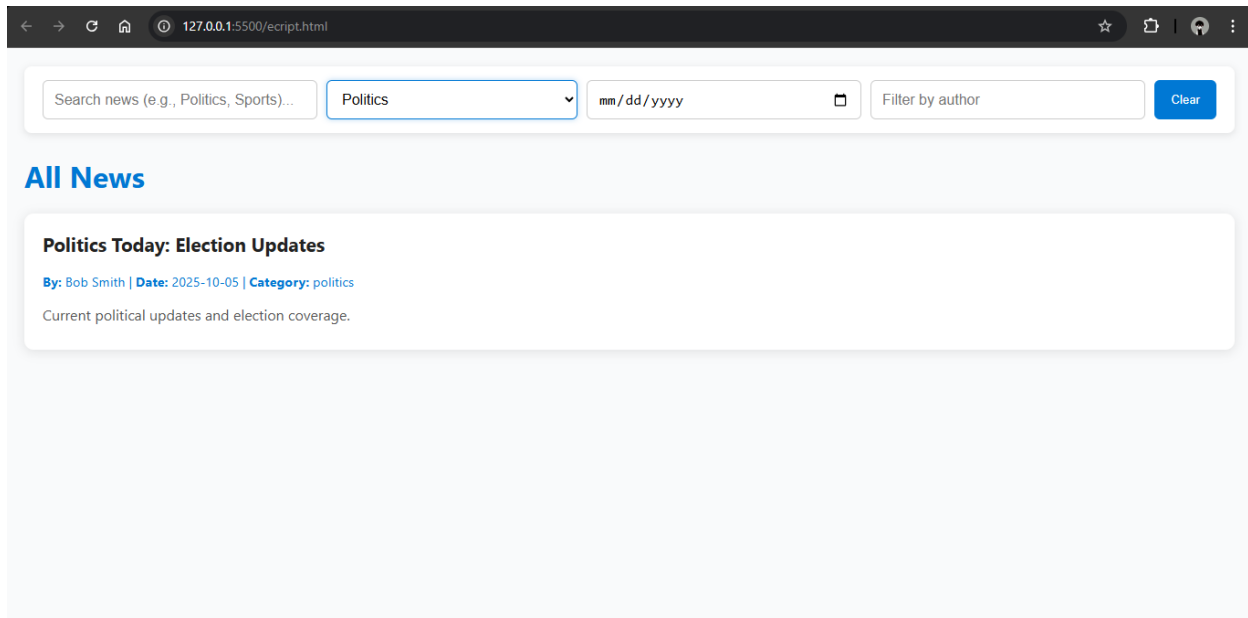 127.0.0.1:5500/ecript.html
Search news (e.g., Politics, Sports)... Politics mm/dd/yyyy Filter by author Clear
All News
Politics Today: Election Updates
By: Bob Smith | Date: 2025-10-05 | Category: politics
Current political updates and election coverage.